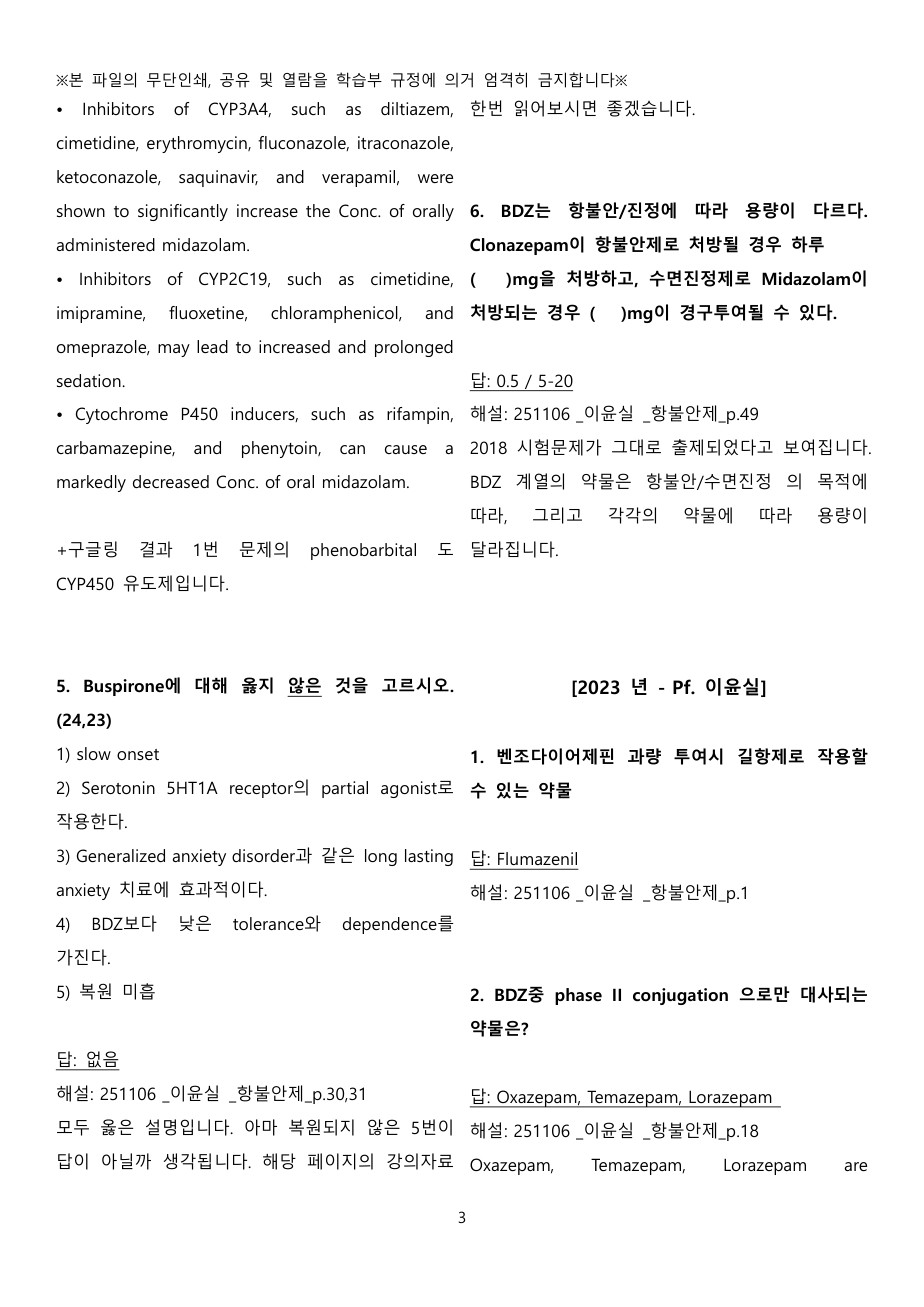 ※본 파일의 무단인쇄, 공유 및 열람을 학습부 규정에 의거 엄격히 금지합니다※
• Inhibitors of CYP3A4, such as diltiazem,
cimetidine, erythromycin, fluconazole, itraconazole,
ketoconazole, saquinavir, and verapamil, were
shown to significantly increase the Conc. of orally
administered midazolam.
• Inhibitors of CYP2C19, such as cimetidine,
imipramine, fluoxetine, chloramphenicol, and
omeprazole, may lead to increased and prolonged
sedation.
• Cytochrome P450 inducers, such as rifampin,
carbamazepine, and phenytoin, can cause a
markedly decreased Conc. of oral midazolam.
+구글링 결과 1번 문제의 phenobarbital 도
CYP450 유도제입니다.
5. Buspirone에 대해 옳지 않은 것을 고르시오.
(24,23)
1) slow onset
2) Serotonin 5HT1A receptor의 partial agonist로
작용한다.
3) Generalized anxiety disorder과 같은 long lasting
anxiety 치료에 효과적이다.
4) BDZ보다 낮은 tolerance와 dependence를
가진다.
5) 복원 미흡
답: 없음
해설: 251106 _이윤실 _항불안제_p.30,31
모두 옳은 설명입니다. 아마 복원되지 않은 5번이
답이 아닐까 생각됩니다. 해당 페이지의 강의자료
한번 읽어보시면 좋겠습니다.
6. BDZ는 항불안/진정에 따라 용량이 다르다.
Clonazepam이 항불안제로 처방될 경우 하루
(   )mg을 처방하고, 수면진정제로 Midazolam이
처방되는 경우 (   )mg이 경구투여될 수 있다.
답: 0.5 / 5-20
해설: 251106 _이윤실 _항불안제_p.49
2018 시험문제가 그대로 출제되었다고 보여집니다.
BDZ 계열의 약물은 항불안/수면진정 의 목적에
따라, 그리고 각각의 약물에 따라 용량이
달라집니다.
[2023 년 - Pf. 이윤실]
1. 벤조다이어제핀 과량 투여시 길항제로 작용할
수 있는 약물
답: Flumazenil
해설: 251106 _이윤실 _항불안제_p.1
2. BDZ중 phase II conjugation 으로만 대사되는
약물은?
답: Oxazepam, Temazepam, Lorazepam
해설: 251106 _이윤실 _항불안제_p.18
Oxazepam, Temazepam, Lorazepam are
3